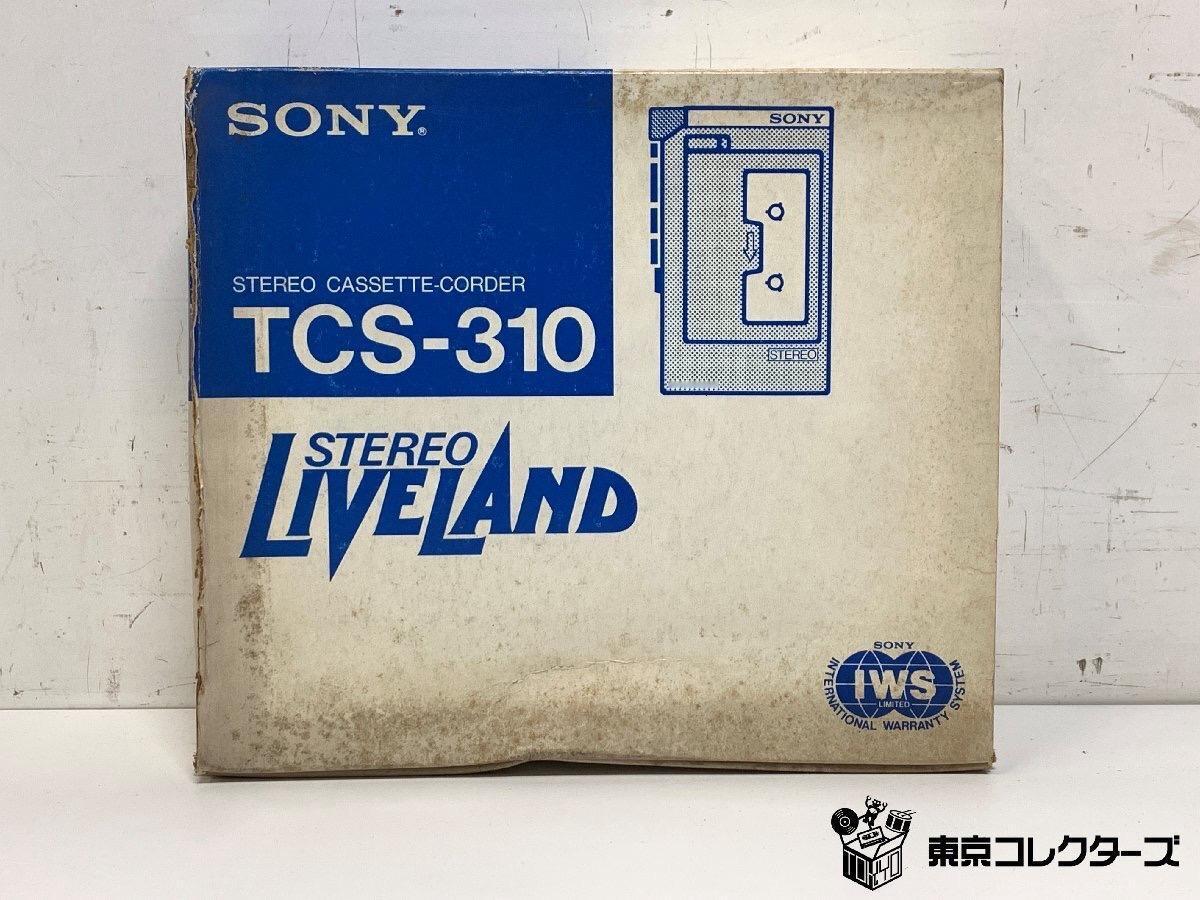 SONY®
SONY
STEREO CASSETTE-CORDER
TCS-310
STEREO
STEREO
LIVELAND
SONY
IWS
LIMITED
INTERNATIONAL WARRANTY SYSTEM
TOKYO
東京コレクターズ